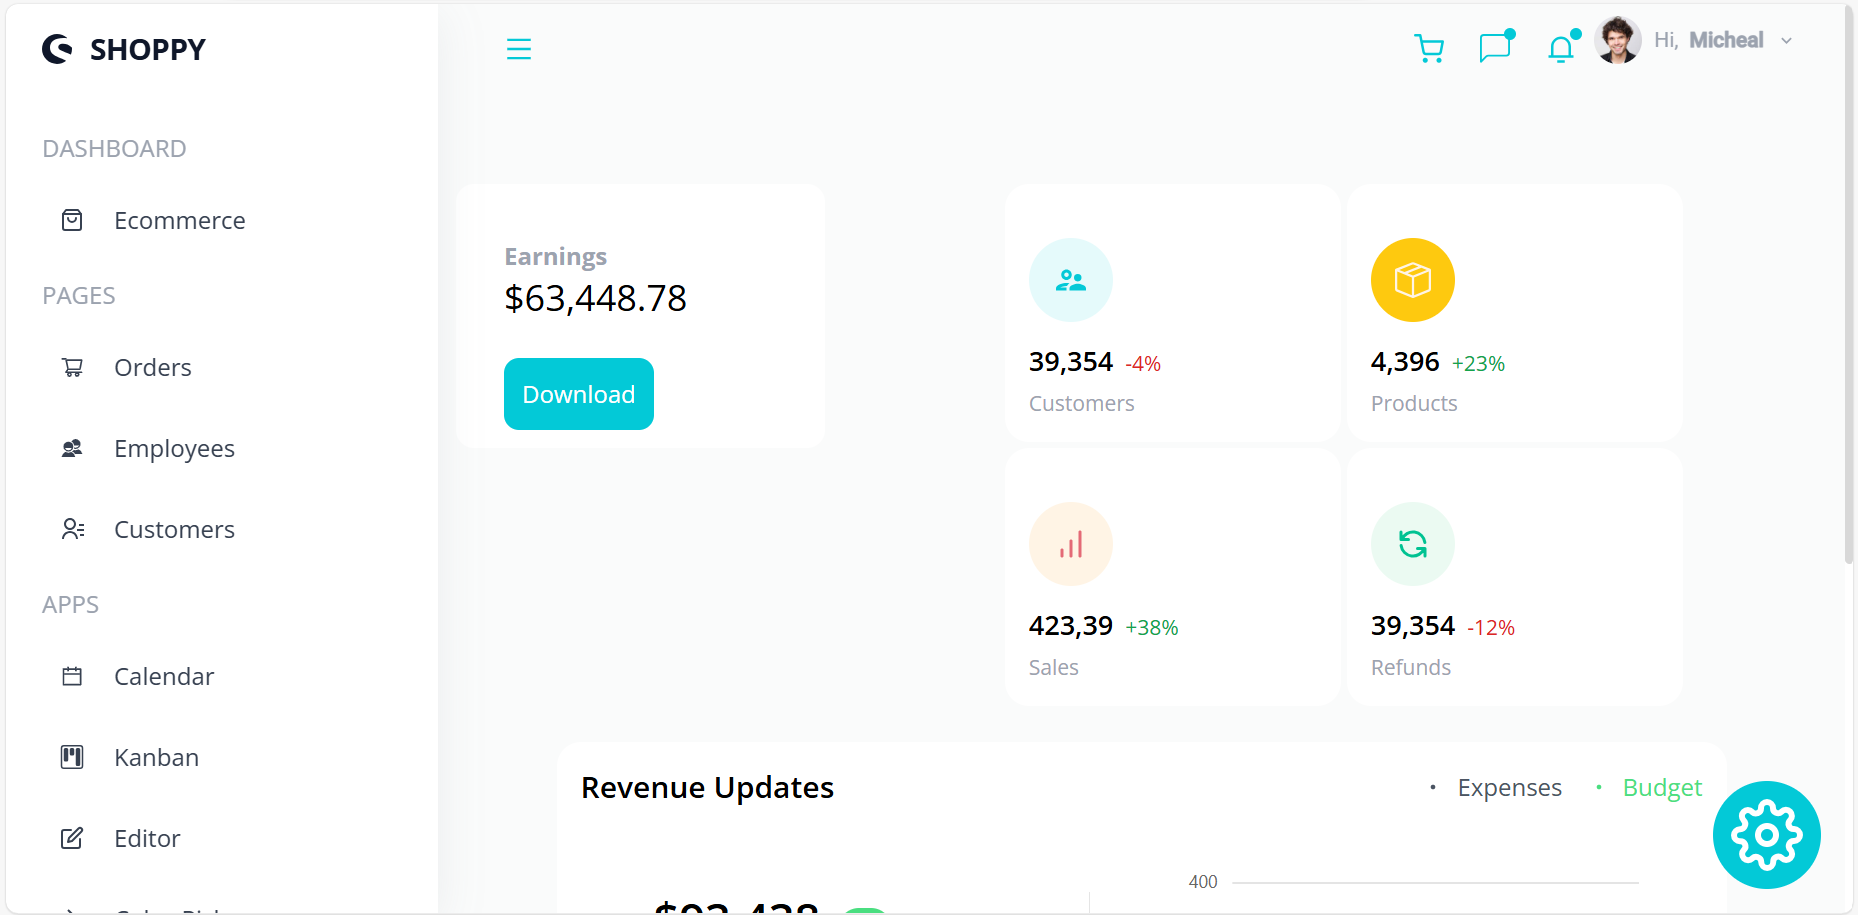 SHOPPY
Hi, Micheal
DASHBOARD
Ecommerce
PAGES
Orders
Employees
Customers
APPS
Calendar
Kanban
Editor
Earnings
$63,448.78
Download
39,354 -4%
Customers
4,396 +23%
Products
423,39 +38%
Sales
39,354 -12%
Refunds
Revenue Updates
• Expenses
• Budget
400